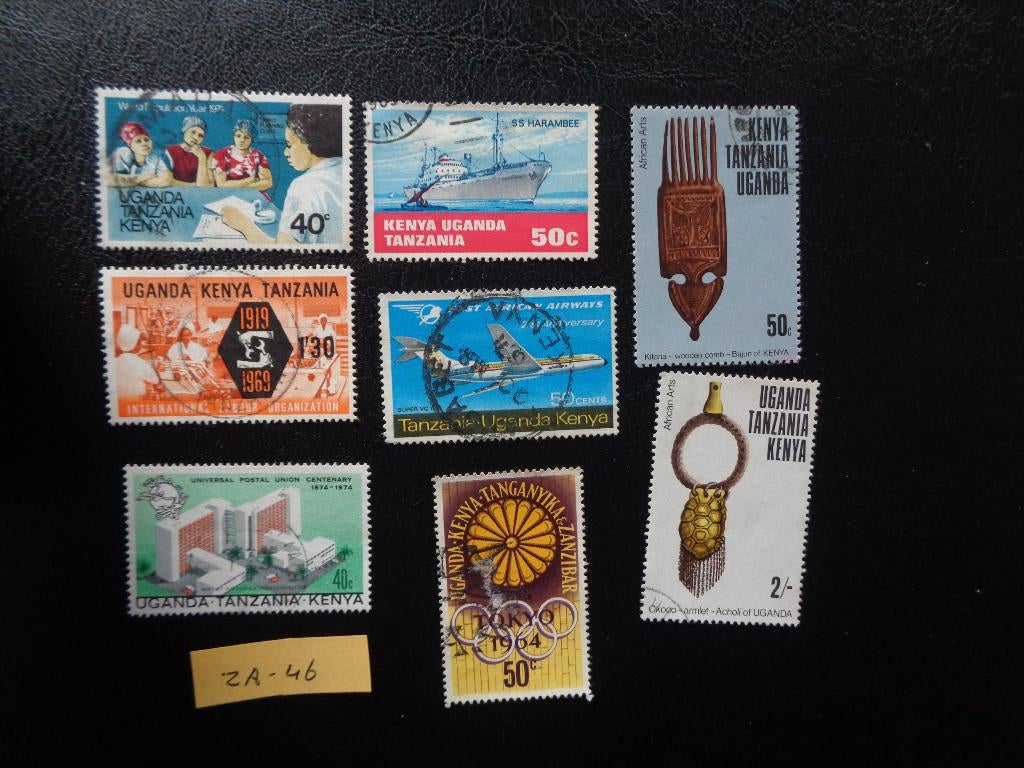 World Population Year 1974
UGANDA
TANZANIA
KENYA
40c
KENYA
SS HARAMBEE
KENYA UGANDA
TANZANIA
50c
African Arts
KENYA
TANZANIA
UGANDA
50c
Kitana - wooden comb - Bajun of KENYA
UGANDA KENYA TANZANIA
1919
1969
1'30
INTERNATIONAL LABOUR ORGANIZATION
EAST AFRICAN AIRWAYS
21st Anniversary
KENYA
SUPER VC10
50 CENTS
Tanzania·Uganda·Kenya
African Arts
UGANDA
TANZANIA
KENYA
2/-
Okoco - armlet - Acholi of UGANDA
UNIVERSAL POSTAL UNION CENTENARY
1874-1974
40c
UGANDA·TANZANIA·KENYA
UGANDA·KENYA·TANGANYIKA & ZANZIBAR
TOKYO
1964
50c
ZA-46